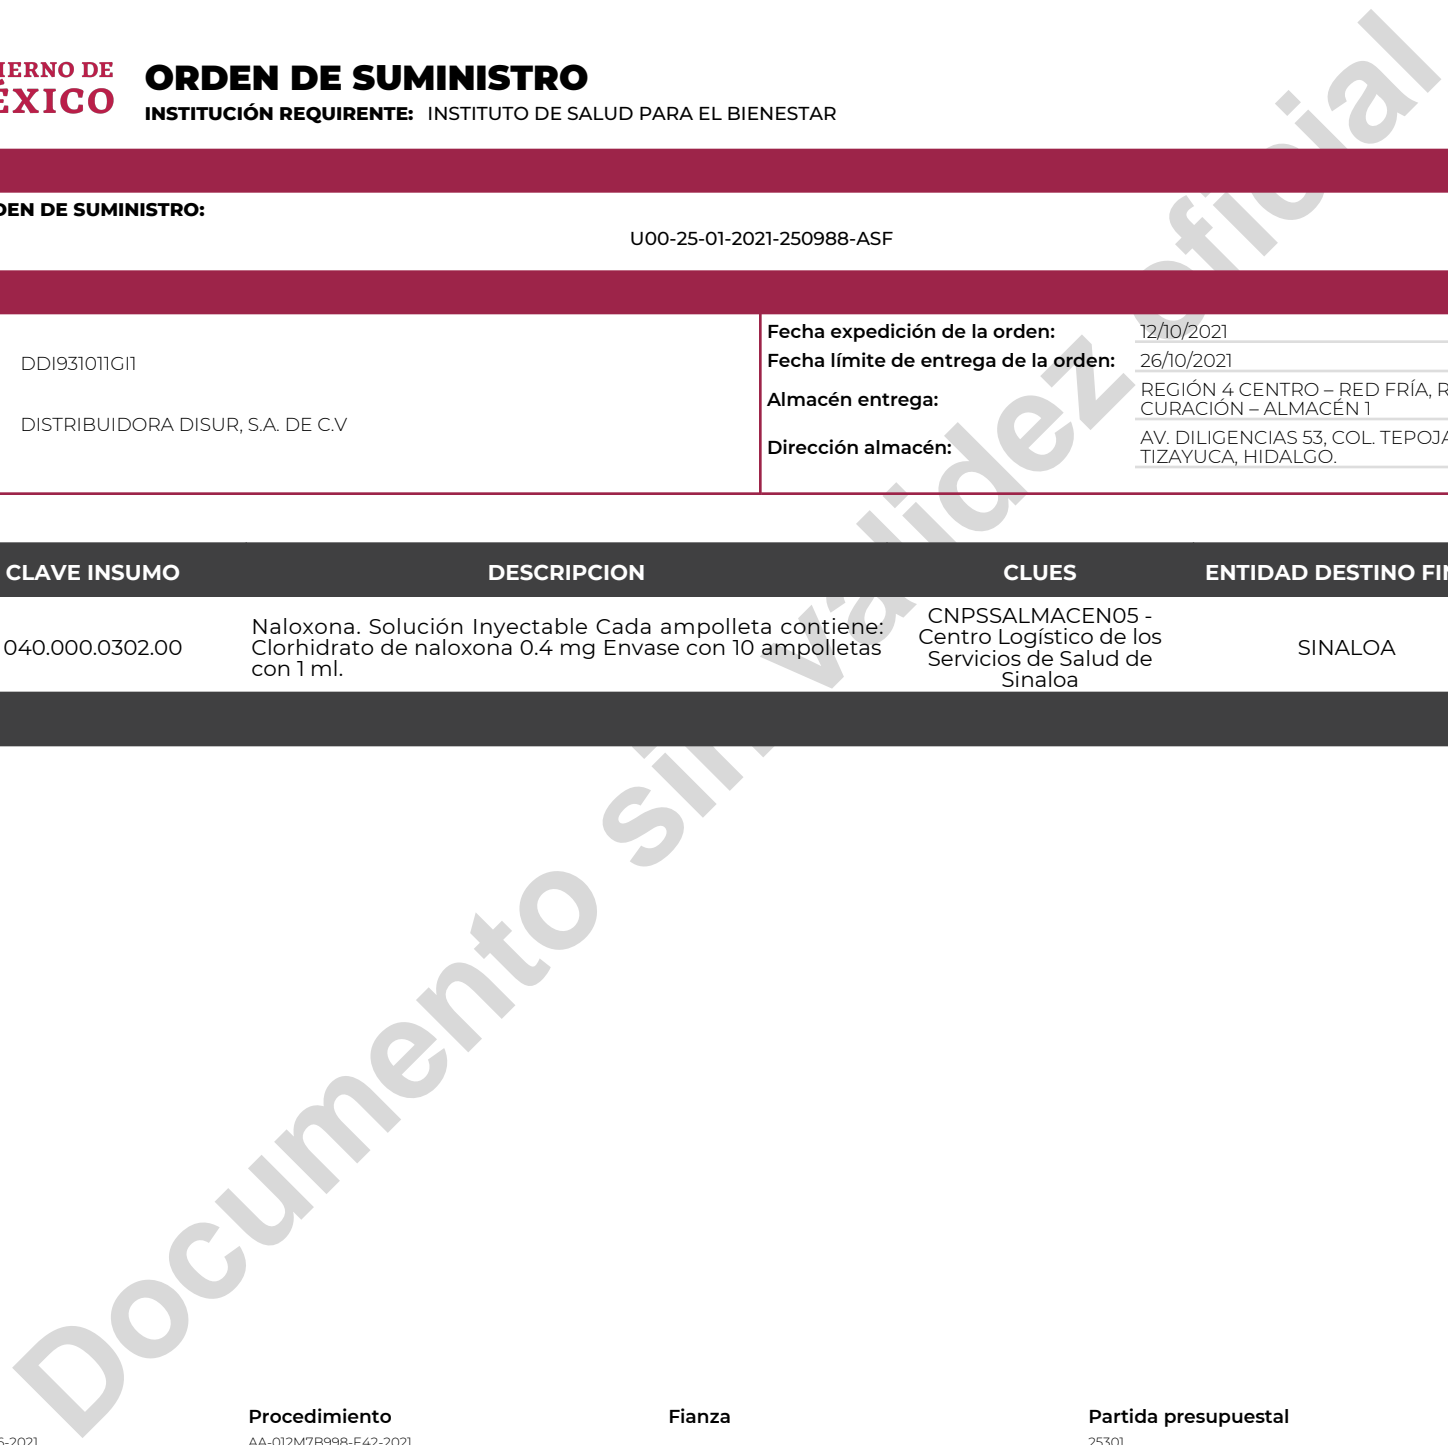 ORDEN DE SUMINISTRO
INSTITUCIÓN REQUIRENTE: INSTITUTO DE SALUD PARA EL BIENESTAR
DE
DE SUMINISTRO:
U00-25-01-2021-250988-ASF
DDI931011GI1
DISTRIBUIDORA DISUR, S.A. DE C.V
Fecha expedición de la orden: 12/10/2021
Fecha límite de entrega de la orden: 26/10/2021
Almacén entrega: REGIÓN 4 CENTRO – RED FRÍA,
CURACIÓN – ALMACÉN 1
Dirección almacén: AV. DILIGENCIAS 53, COL.
TIZAYUCA, HIDALGO.
CLAVE INSUMO DESCRIPCION CLUES ENTIDAD DESTINO
040.000.0302.00
Naloxona. Solución Inyectable Cada ampolleta contiene:
Clorhidrato de naloxona 0.4 mg Envase con 10 ampolletas
con 1 ml.
CNPSSALMACEN05 -
Centro Logístico de los
Servicios de Salud de
Sinaloa
SINALOA
Documento sin validez oficial
Procedimiento Fianza Partida presupuestal
AA-012M7B998-E42-2021
25301